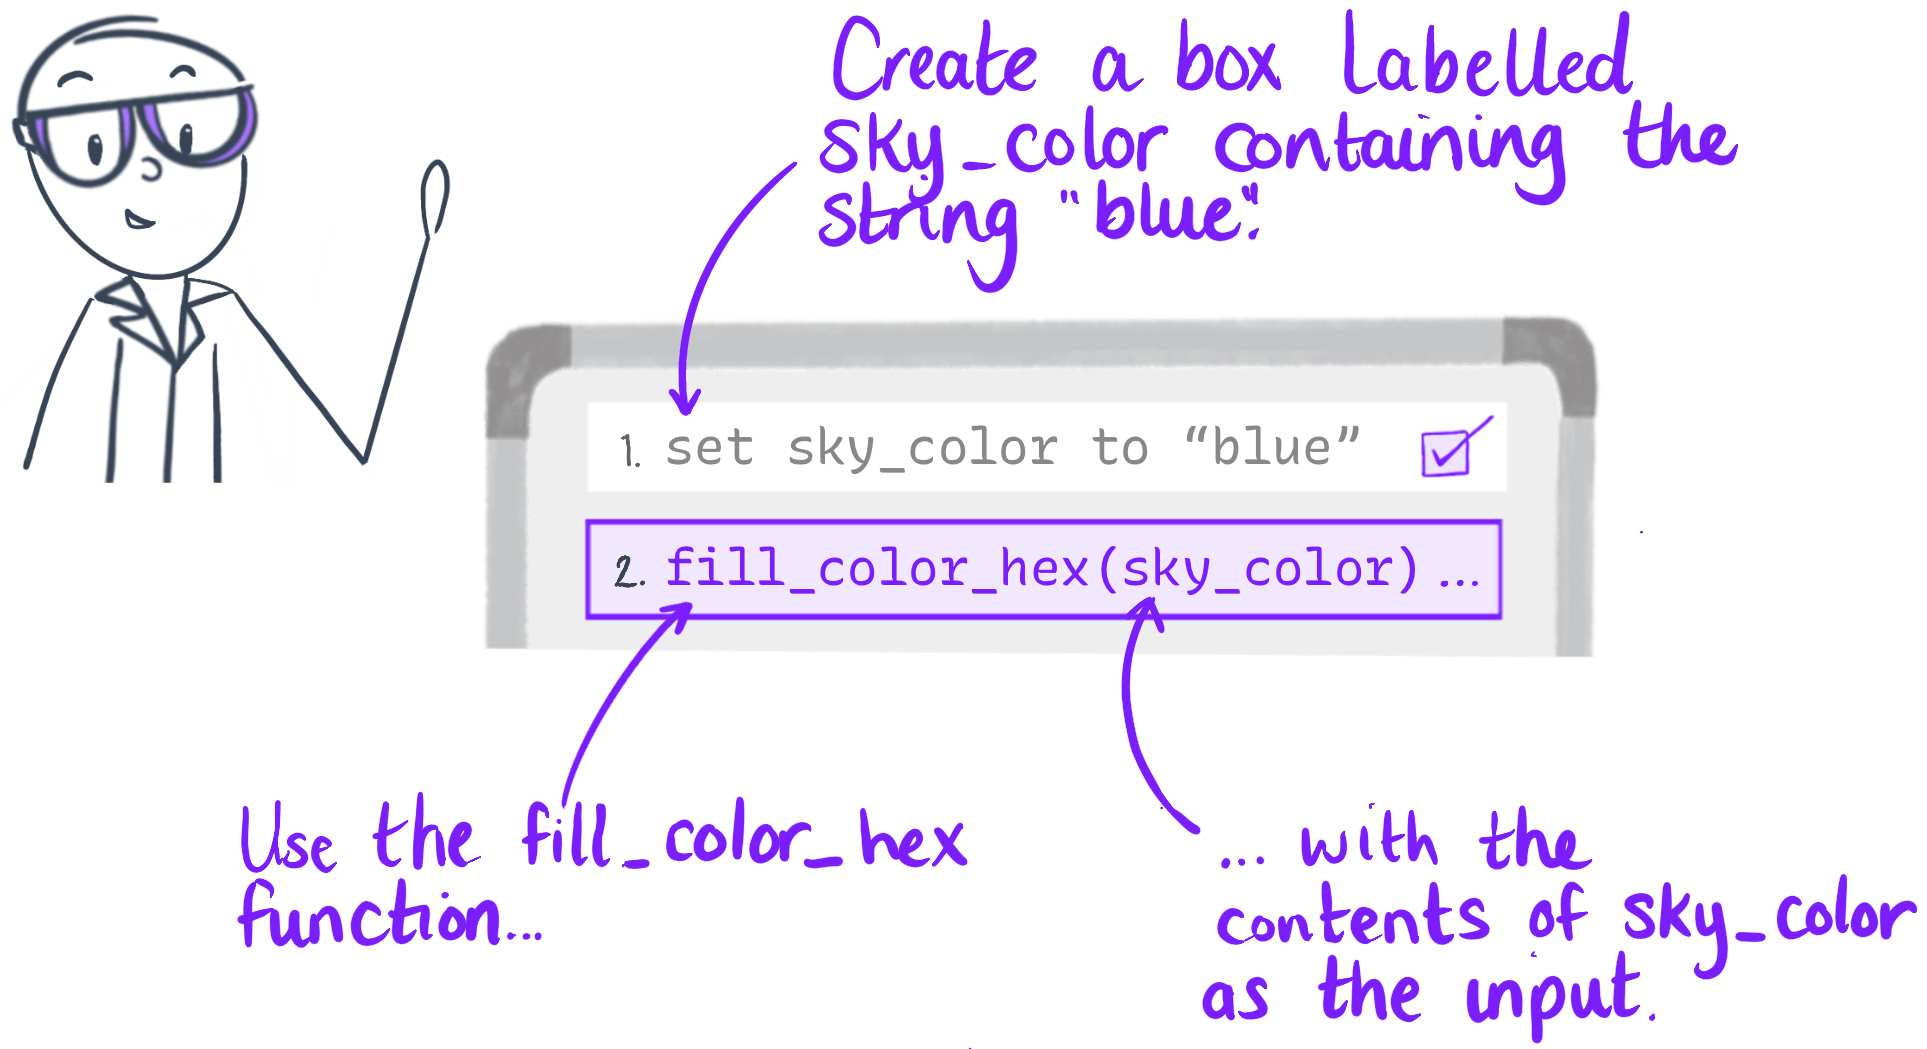 Create a box labelled
sky_color containing the
string "blue".
1. set sky_color to “blue”
2. fill_color_hex(sky_color) ...
Use the fill_color_hex
function...
... with the
contents of sky_color
as the input.